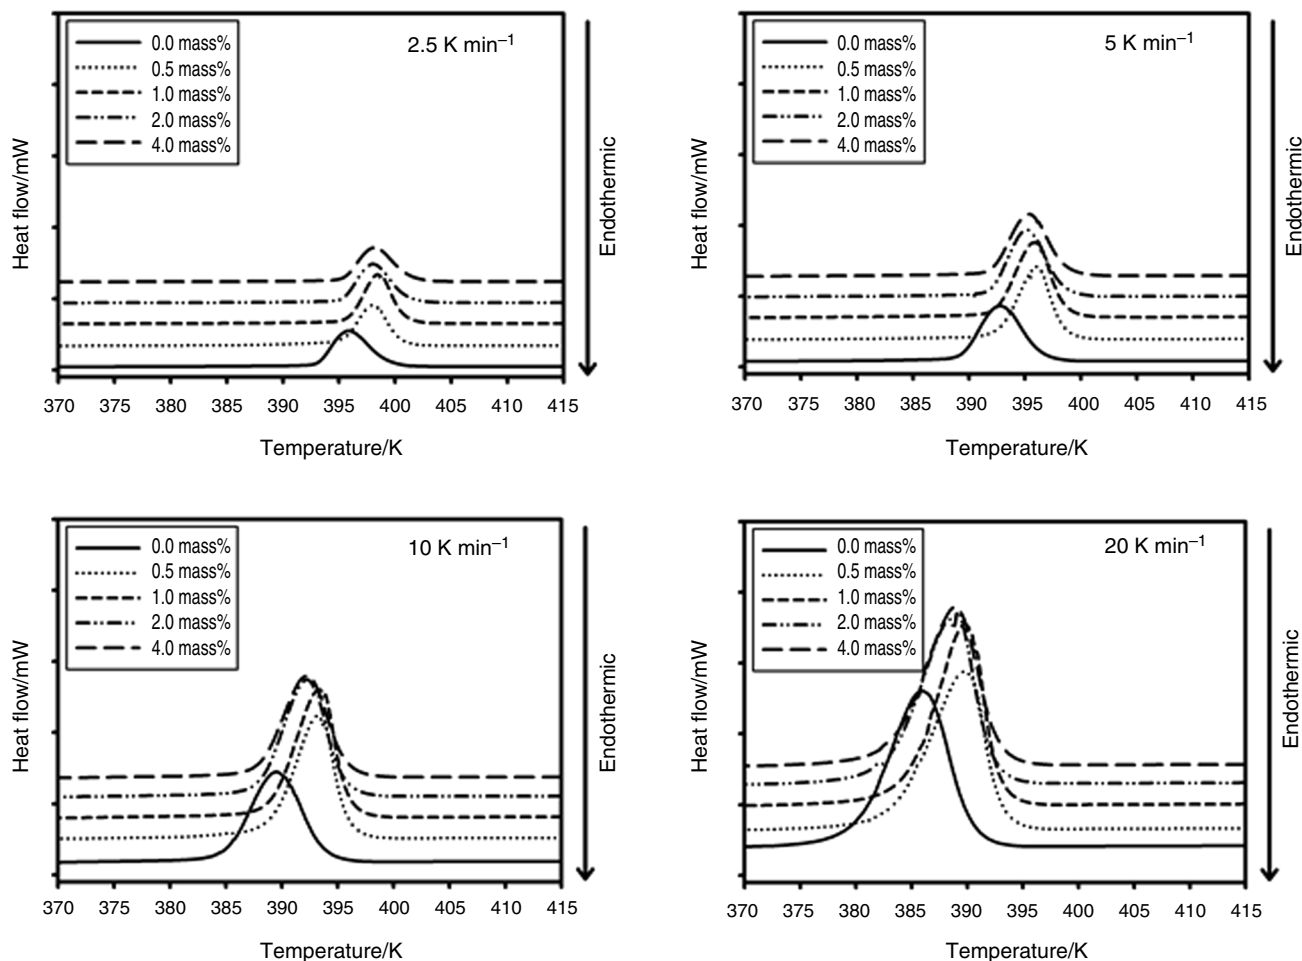 2.5 K min–1
0.0 mass%
0.5 mass%
1.0 mass%
2.0 mass%
4.0 mass%
Heat flow/mW
Endothermic
370 375 380 385 390 395 400 405 410 415
Temperature/K
5 K min–1
0.0 mass%
0.5 mass%
1.0 mass%
2.0 mass%
4.0 mass%
Heat flow/mW
Endothermic
370 375 380 385 390 395 400 405 410 415
Temperature/K
10 K min–1
0.0 mass%
0.5 mass%
1.0 mass%
2.0 mass%
4.0 mass%
Heat flow/mW
Endothermic
370 375 380 385 390 395 400 405 410 415
Temperature/K
20 K min–1
0.0 mass%
0.5 mass%
1.0 mass%
2.0 mass%
4.0 mass%
Heat flow/mW
Endothermic
370 375 380 385 390 395 400 405 410 415
Temperature/K